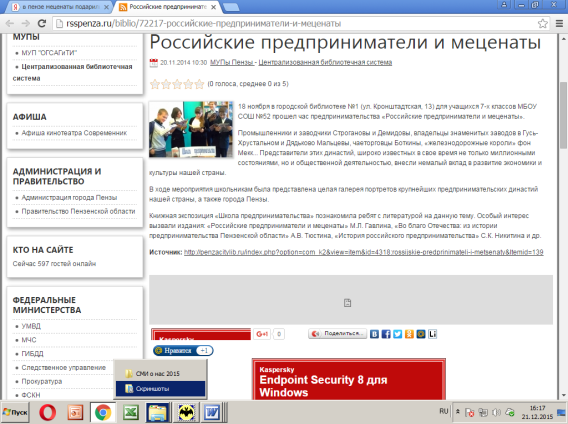 в пензе меценаты подарил
Российские предпринимате
rsspenza.ru/biblio/72217-российские-предприниматели-и-меценаты
МУПЫ
МУП "ОГСАГиТИ"
Централизованная библиотечная
система
АФИША
Афиша кинотеатра Современник
АДМИНИСТРАЦИЯ И
ПРАВИТЕЛЬСТВО
Администрация города Пензы
Правительство Пензенской области
КТО НА САЙТЕ
Сейчас 597 гостей онлайн
ФЕДЕРАЛЬНЫЕ
МИНИСТЕРСТВА
УМВД
МЧС
ГИБДД
Следственное управление
Прокуратура
ФСКН
Российские предприниматели и меценаты
20.11.2014 10:30 МУПы Пензы - Централизованная библиотечная система
(0 голоса, среднее 0 из 5)
18 ноября в городской библиотеке №1 (ул. Кронштадтская, 13) для учащихся 7-х классов МБОУ
СОШ №52 прошел час предпринимательства «Российские предприниматели и меценаты».
Промышленники и заводчики Строгановы и Демидовы, владельцы знаменитых заводов в Гусь-
Хрустальном и Дядьково Мальцевы, чаеторговцы Боткины, «железнодорожные короли» фон
Мекк.. Представители этих династий, широко известных в свое время не только миллионными
состояниями, но и общественной деятельностью, внесли немалый вклад в развитие экономики и
культуры нашей страны.
В ходе мероприятия школьникам была представлена целая галерея портретов крупнейших предпринимательских династий
нашей страны, а также города Пензы.
Книжная экспозиция «Школа предпринимательства» познакомила ребят с литературой на данную тему. Особый интерес
вызвали издания: «Российские предприниматели и меценаты» М.Л. Гавлина, «Во благо Отечества: из истории
предпринимательства Пензенской области» А.В. Тюстина, «История российского предпринимательства» С.К. Никитина и др.
Источник: http://penzacitylib.ru/index.php?option=com_k2&view=item&id=4318:rossijskie-predprinimateli-i-metsenaty&Itemid=139
Kaspersky
G+1 0
Поделиться...
Нравится +1
Kaspersky
Endpoint Security 8 для
Windows
СМИ о нас 2015
Скриншоты
Пуск
RU
16:17
21.12.2015